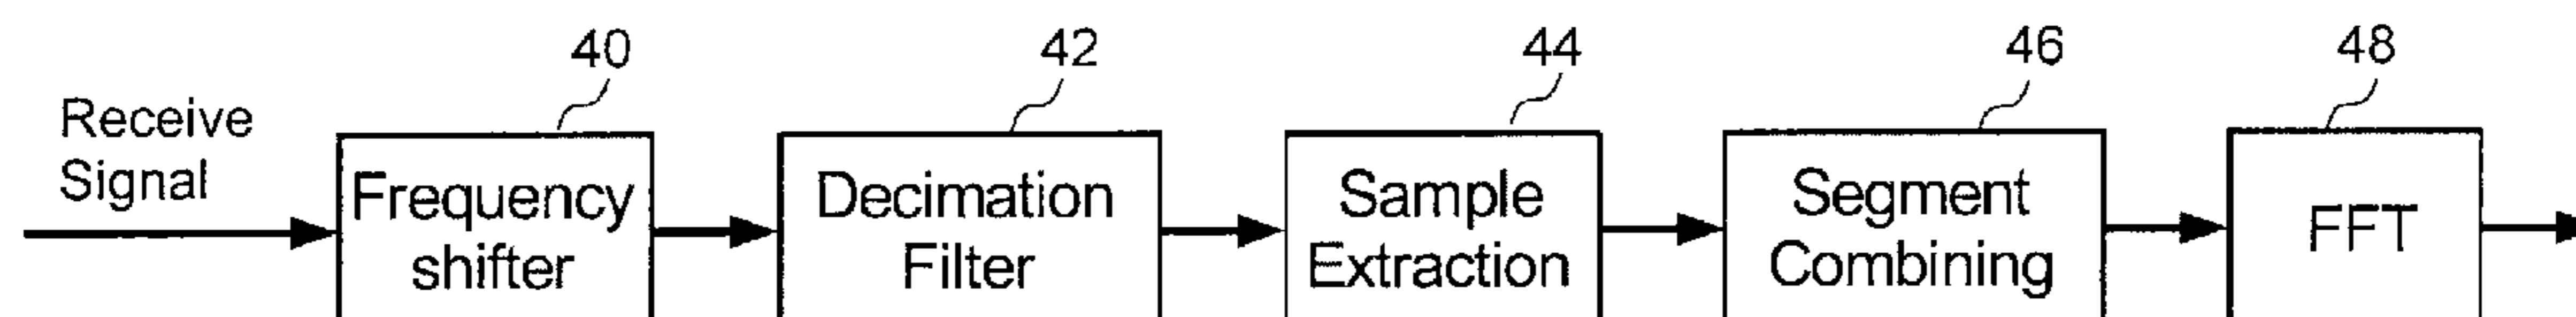 40
42
44
46
48
Receive
Signal
Frequency
shifter
Decimation
Filter
Sample
Extraction
Segment
Combining
FFT